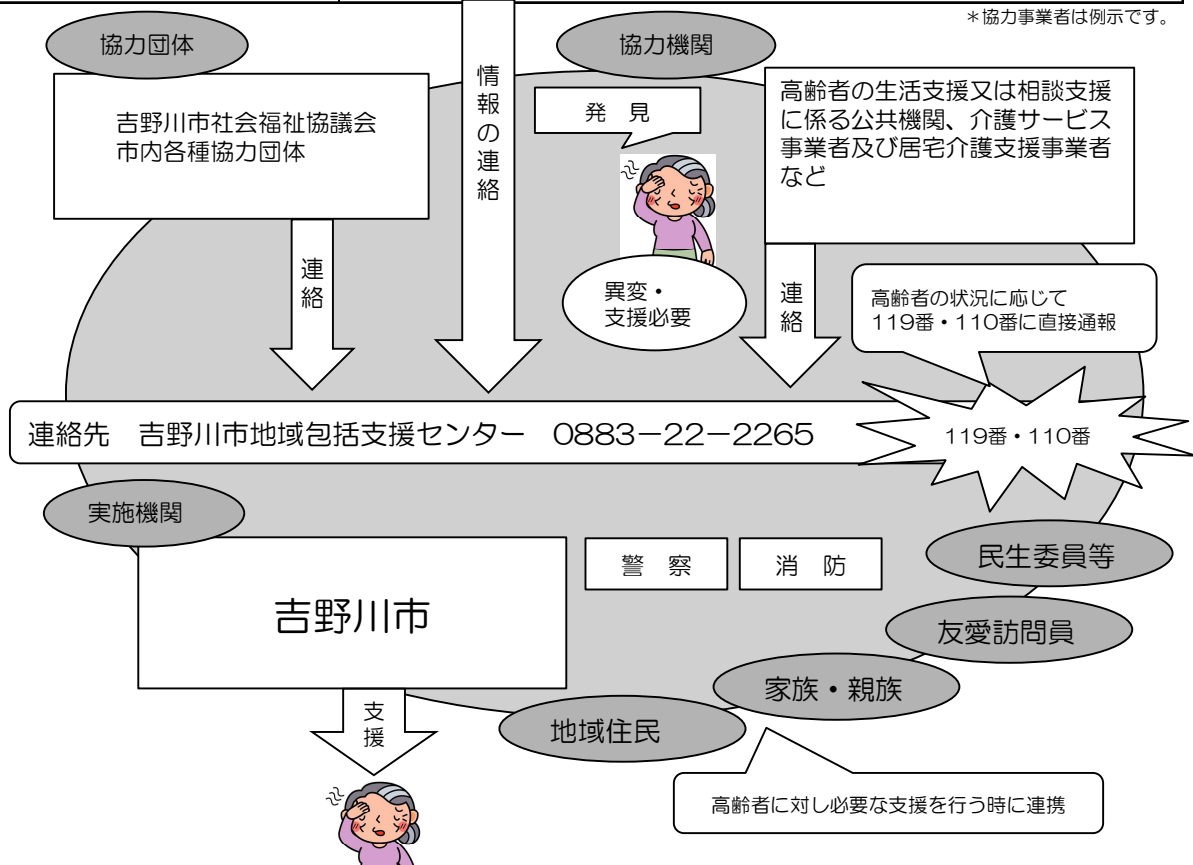 ＊協力事業者は例示です。
協力団体
協力機関
吉野川市社会福祉協議会
市内各種協力団体
情報の連絡
発　見
高齢者の生活支援又は相談支援
に係る公共機関、介護サービス
事業者及び居宅介護支援事業者
など
連絡
異変・
支援必要
連絡
高齢者の状況に応じて
119番・110番に直接通報
連絡先　吉野川市地域包括支援センター　0883－22－2265
119番・110番
実施機関
吉野川市
警　察
消　防
民生委員等
友愛訪問員
家族・親族
地域住民
支援
高齢者に対し必要な支援を行う時に連携